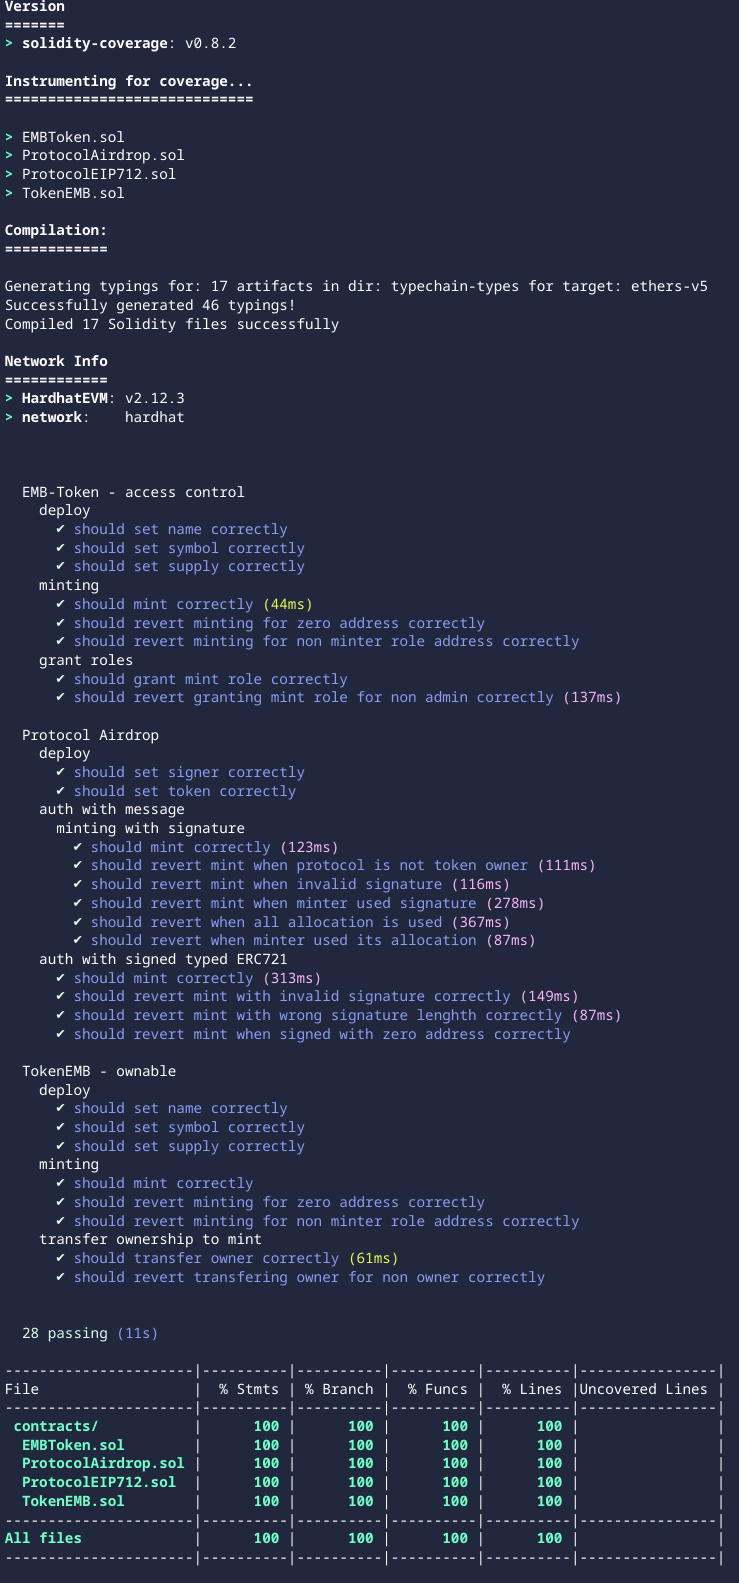 Version
=======
> solidity-coverage: v0.8.2
Instrumenting for coverage...
=============================
> EMBToken.sol
> ProtocolAirdrop.sol
> ProtocolEIP712.sol
> TokenEMB.sol
Compilation:
============
Generating typings for: 17 artifacts in dir: typechain-types for target: ethers-v5
Successfully generated 46 typings!
Compiled 17 Solidity files successfully
Network Info
============
> HardhatEVM: v2.12.3
> network:    hardhat
  EMB-Token - access control
    deploy
      ✔ should set name correctly
      ✔ should set symbol correctly
      ✔ should set supply correctly
    minting
      ✔ should mint correctly (44ms)
      ✔ should revert minting for zero address correctly
      ✔ should revert minting for non minter role address correctly
    grant roles
      ✔ should grant mint role correctly
      ✔ should revert granting mint role for non admin correctly (137ms)
  Protocol Airdrop
    deploy
      ✔ should set signer correctly
      ✔ should set token correctly
    auth with message
      minting with signature
        ✔ should mint correctly (123ms)
        ✔ should revert mint when protocol is not token owner (111ms)
        ✔ should revert mint when invalid signature (116ms)
        ✔ should revert mint when minter used signature (278ms)
        ✔ should revert when all allocation is used (367ms)
        ✔ should revert when minter used its allocation (87ms)
    auth with signed typed ERC721
      ✔ should mint correctly (313ms)
      ✔ should revert mint with invalid signature correctly (149ms)
      ✔ should revert mint with wrong signature lenghth correctly (87ms)
      ✔ should revert mint when signed with zero address correctly
  TokenEMB - ownable
    deploy
      ✔ should set name correctly
      ✔ should set symbol correctly
      ✔ should set supply correctly
    minting
      ✔ should mint correctly
      ✔ should revert minting for zero address correctly
      ✔ should revert minting for non minter role address correctly
    transfer ownership to mint
      ✔ should transfer owner correctly (61ms)
      ✔ should revert transfering owner for non owner correctly
  28 passing (11s)
----------------------|----------|----------|----------|----------|----------------|
File                  |  % Stmts | % Branch |  % Funcs |  % Lines |Uncovered Lines |
----------------------|----------|----------|----------|----------|----------------|
 contracts/           |      100 |      100 |      100 |      100 |                |
  EMBToken.sol        |      100 |      100 |      100 |      100 |                |
  ProtocolAirdrop.sol |      100 |      100 |      100 |      100 |                |
  ProtocolEIP712.sol  |      100 |      100 |      100 |      100 |                |
  TokenEMB.sol        |      100 |      100 |      100 |      100 |                |
----------------------|----------|----------|----------|----------|----------------|
All files             |      100 |      100 |      100 |      100 |                |
----------------------|----------|----------|----------|----------|----------------|